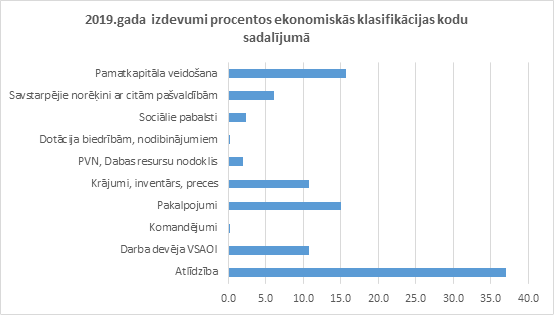 2019.gada izdevumi procentos ekonomiskās klasifikācijas kodu
sadalījumā
Pamatkapitāla veidošana
Savstarpējie norēķini ar citām pašvaldībām
Sociālie pabalsti
Dotācija biedrībām, nodibinājumiem
PVN, Dabas resursu nodoklis
Krājumi, inventārs, preces
Pakalpojumi
Komandējumi
Darba devēja VSAOI
Atlīdzība
0.0 5.0 10.0 15.0 20.0 25.0 30.0 35.0 40.0